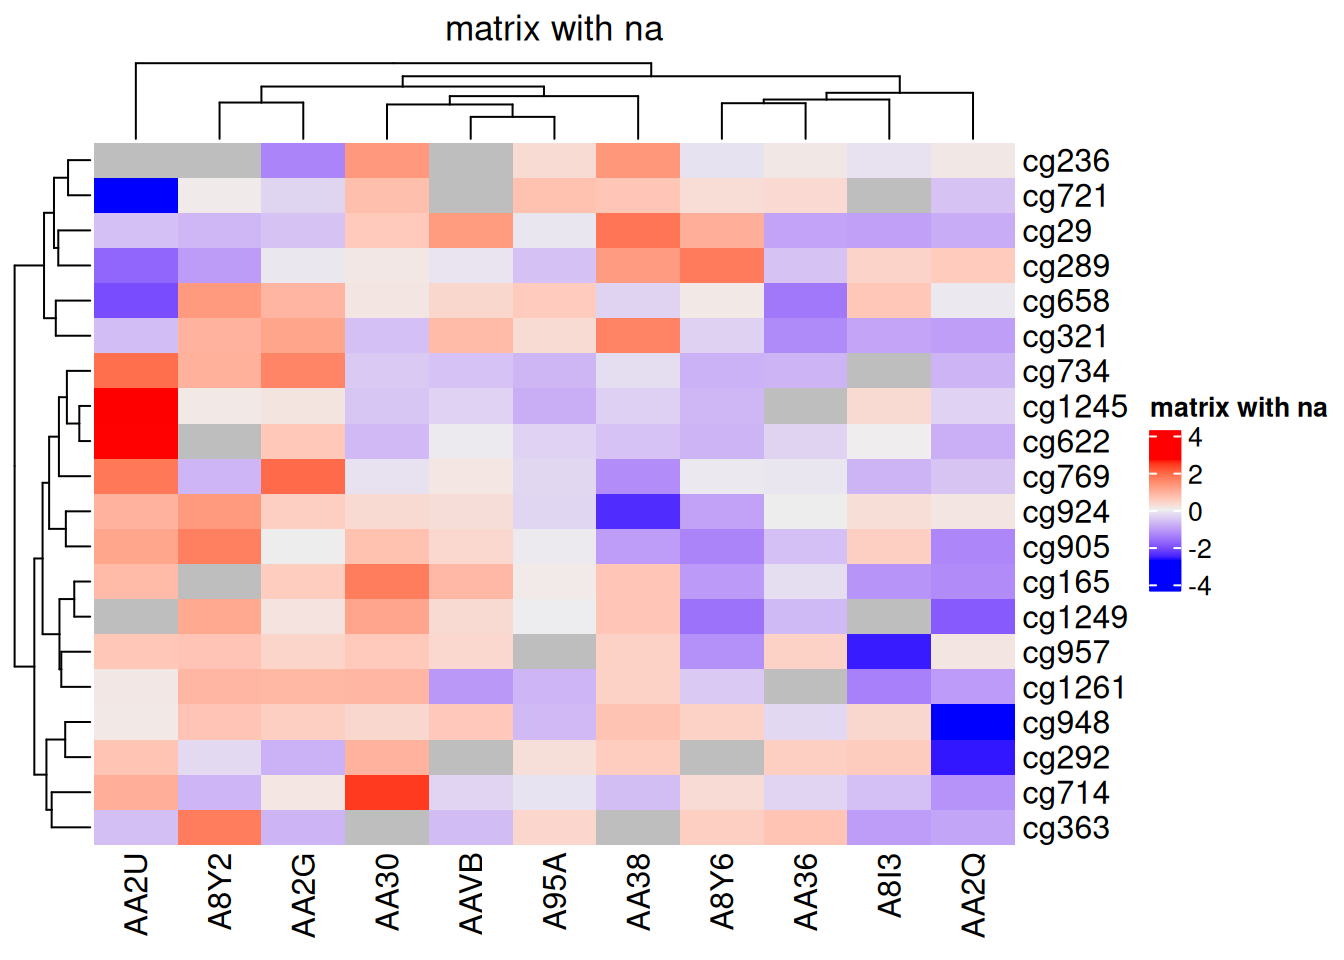 matrix with na
cg236
cg721
cg29
cg289
cg658
cg321
cg734
cg1245
cg622
cg769
cg924
cg905
cg165
cg1249
cg957
cg1261
cg948
cg292
cg714
cg363
matrix with na
4
2
0
-2
-4
AA2U
A8Y2
AA2G
AA30
AAVB
A95A
AA38
A8Y6
AA36
A8I3
AA2Q